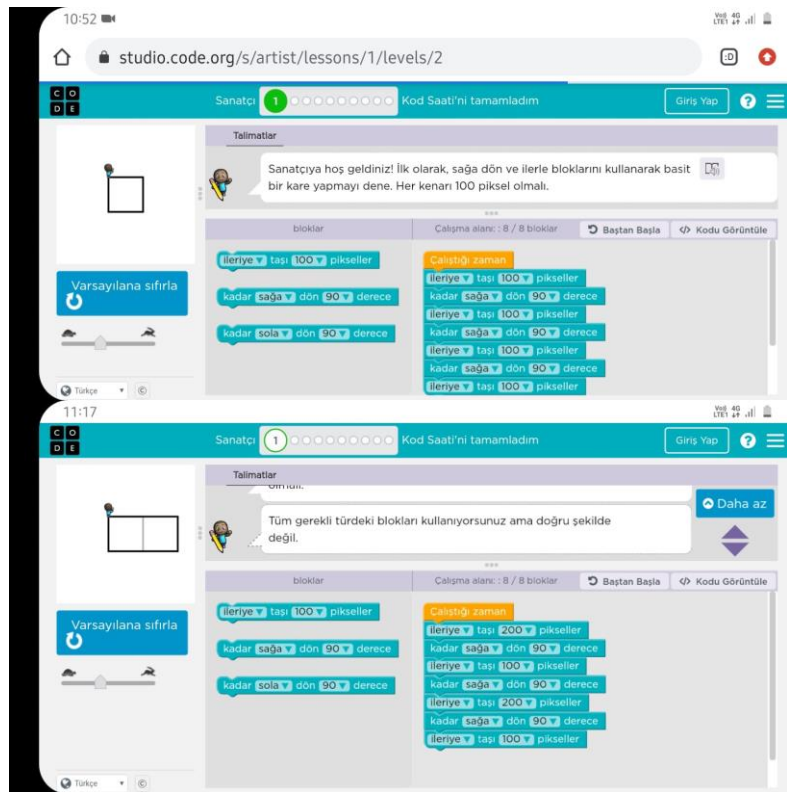 10:52
Vo)) 4G
LTE1
studio.code.org/s/artist/lessons/1/levels/2
:D
C O
D E
Sanatçı 1 Kod Saati'ni tamamladım
Giriş Yap
?
Talimatlar
Sanatçıya hoş geldiniz! İlk olarak, sağa dön ve ilerle bloklarını kullanarak basit
bir kare yapmayı dene. Her kenarı 100 piksel olmalı.
bloklar
Çalışma alanı: : 8 / 8 bloklar
Baştan Başla
</> Kodu Görüntüle
Varsayılana sıfırla
ileriye taşı 100 pikseller
kadar sağa dön 90 derece
kadar sola dön 90 derece
Çalıştığı zaman
ileriye taşı 100 pikseller
kadar sağa dön 90 derece
ileriye taşı 100 pikseller
kadar sağa dön 90 derece
ileriye taşı 100 pikseller
kadar sağa dön 90 derece
ileriye taşı 100 pikseller
Türkçe
©
11:17
Vo)) 4G
LTE1
C O
D E
Sanatçı 1 Kod Saati'ni tamamladım
Giriş Yap
?
Talimatlar
olmalı.
Tüm gerekli türdeki blokları kullanıyorsunuz ama doğru şekilde
değil.
Daha az
bloklar
Çalışma alanı: : 8 / 8 bloklar
Baştan Başla
</> Kodu Görüntüle
Varsayılana sıfırla
ileriye taşı 100 pikseller
kadar sağa dön 90 derece
kadar sola dön 90 derece
Çalıştığı zaman
ileriye taşı 200 pikseller
kadar sağa dön 90 derece
ileriye taşı 100 pikseller
kadar sağa dön 90 derece
ileriye taşı 200 pikseller
kadar sağa dön 90 derece
ileriye taşı 100 pikseller
Türkçe
©